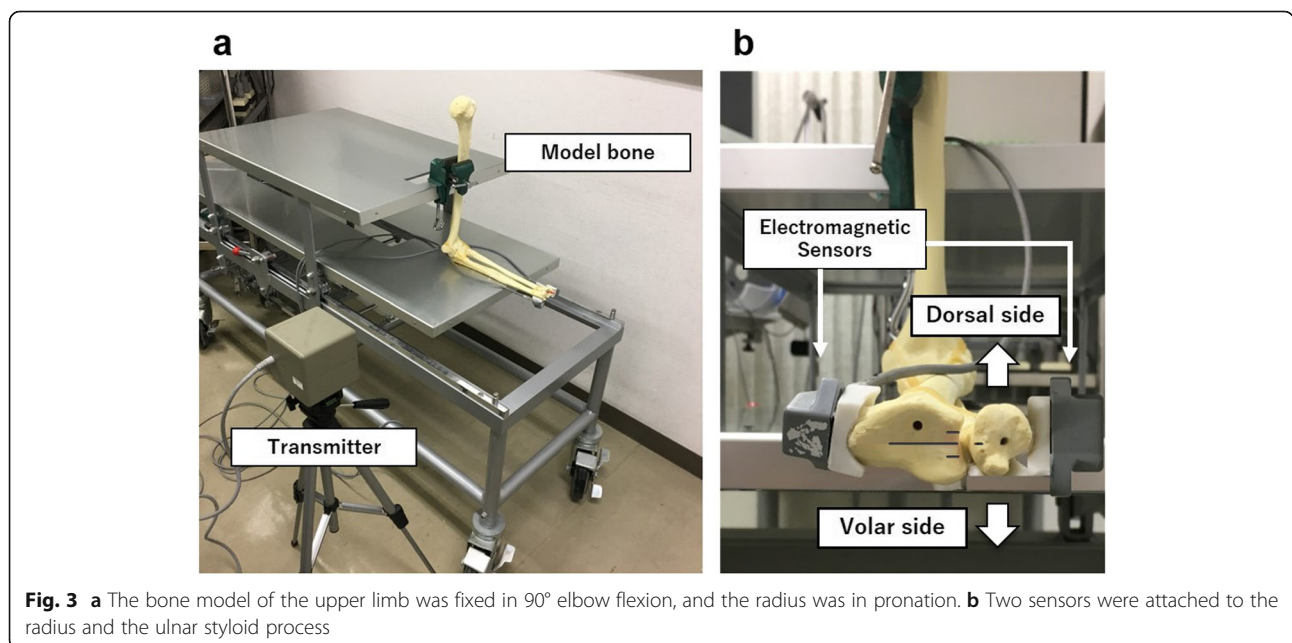 a
Model bone
Transmitter
b
Electromagnetic
Sensors
Dorsal side
Volar side
Fig. 3 a The bone model of the upper limb was fixed in 90° elbow flexion, and the radius was in pronation. b Two sensors were attached to the
radius and the ulnar styloid process